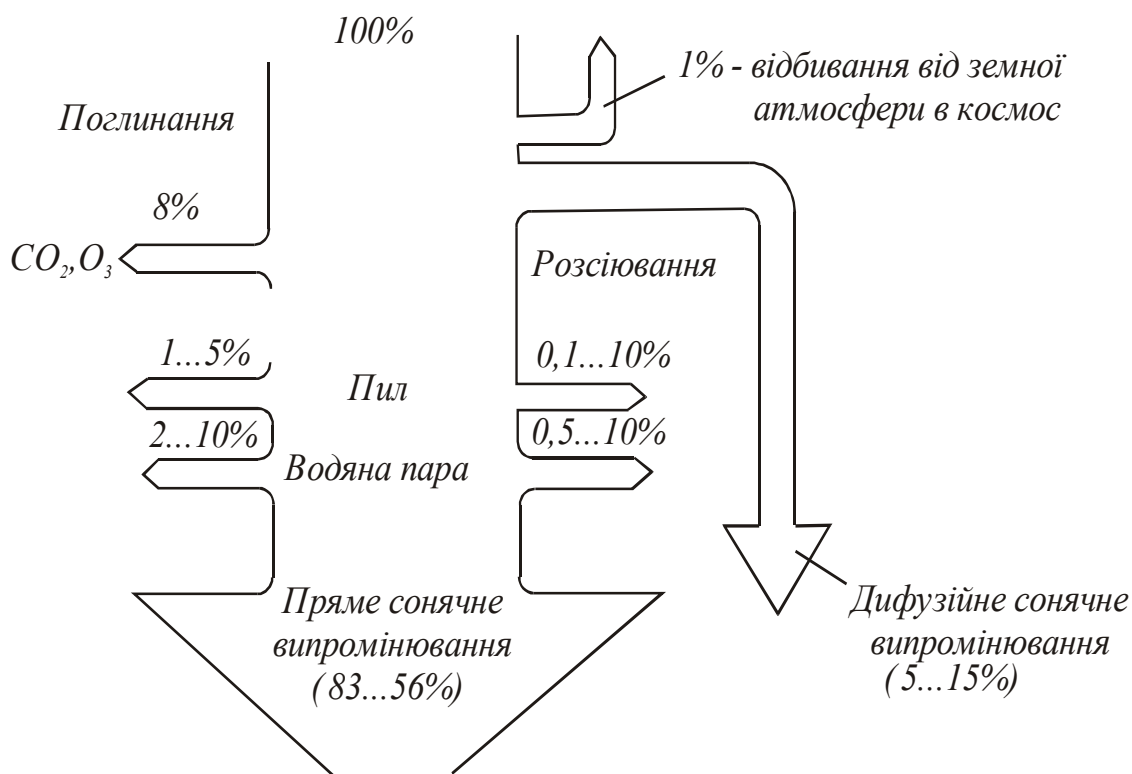 100%
1% - відбивання від земної
атмосфери в космос
Поглинання
8%
CO₂,O₃
Розсіювання
1...5%
0,1...10%
Пил
2...10%
0,5...10%
Водяна пара
Пряме сонячне
випромінювання
(83...56%)
Дифузійне сонячне
випромінювання
(5...15%)